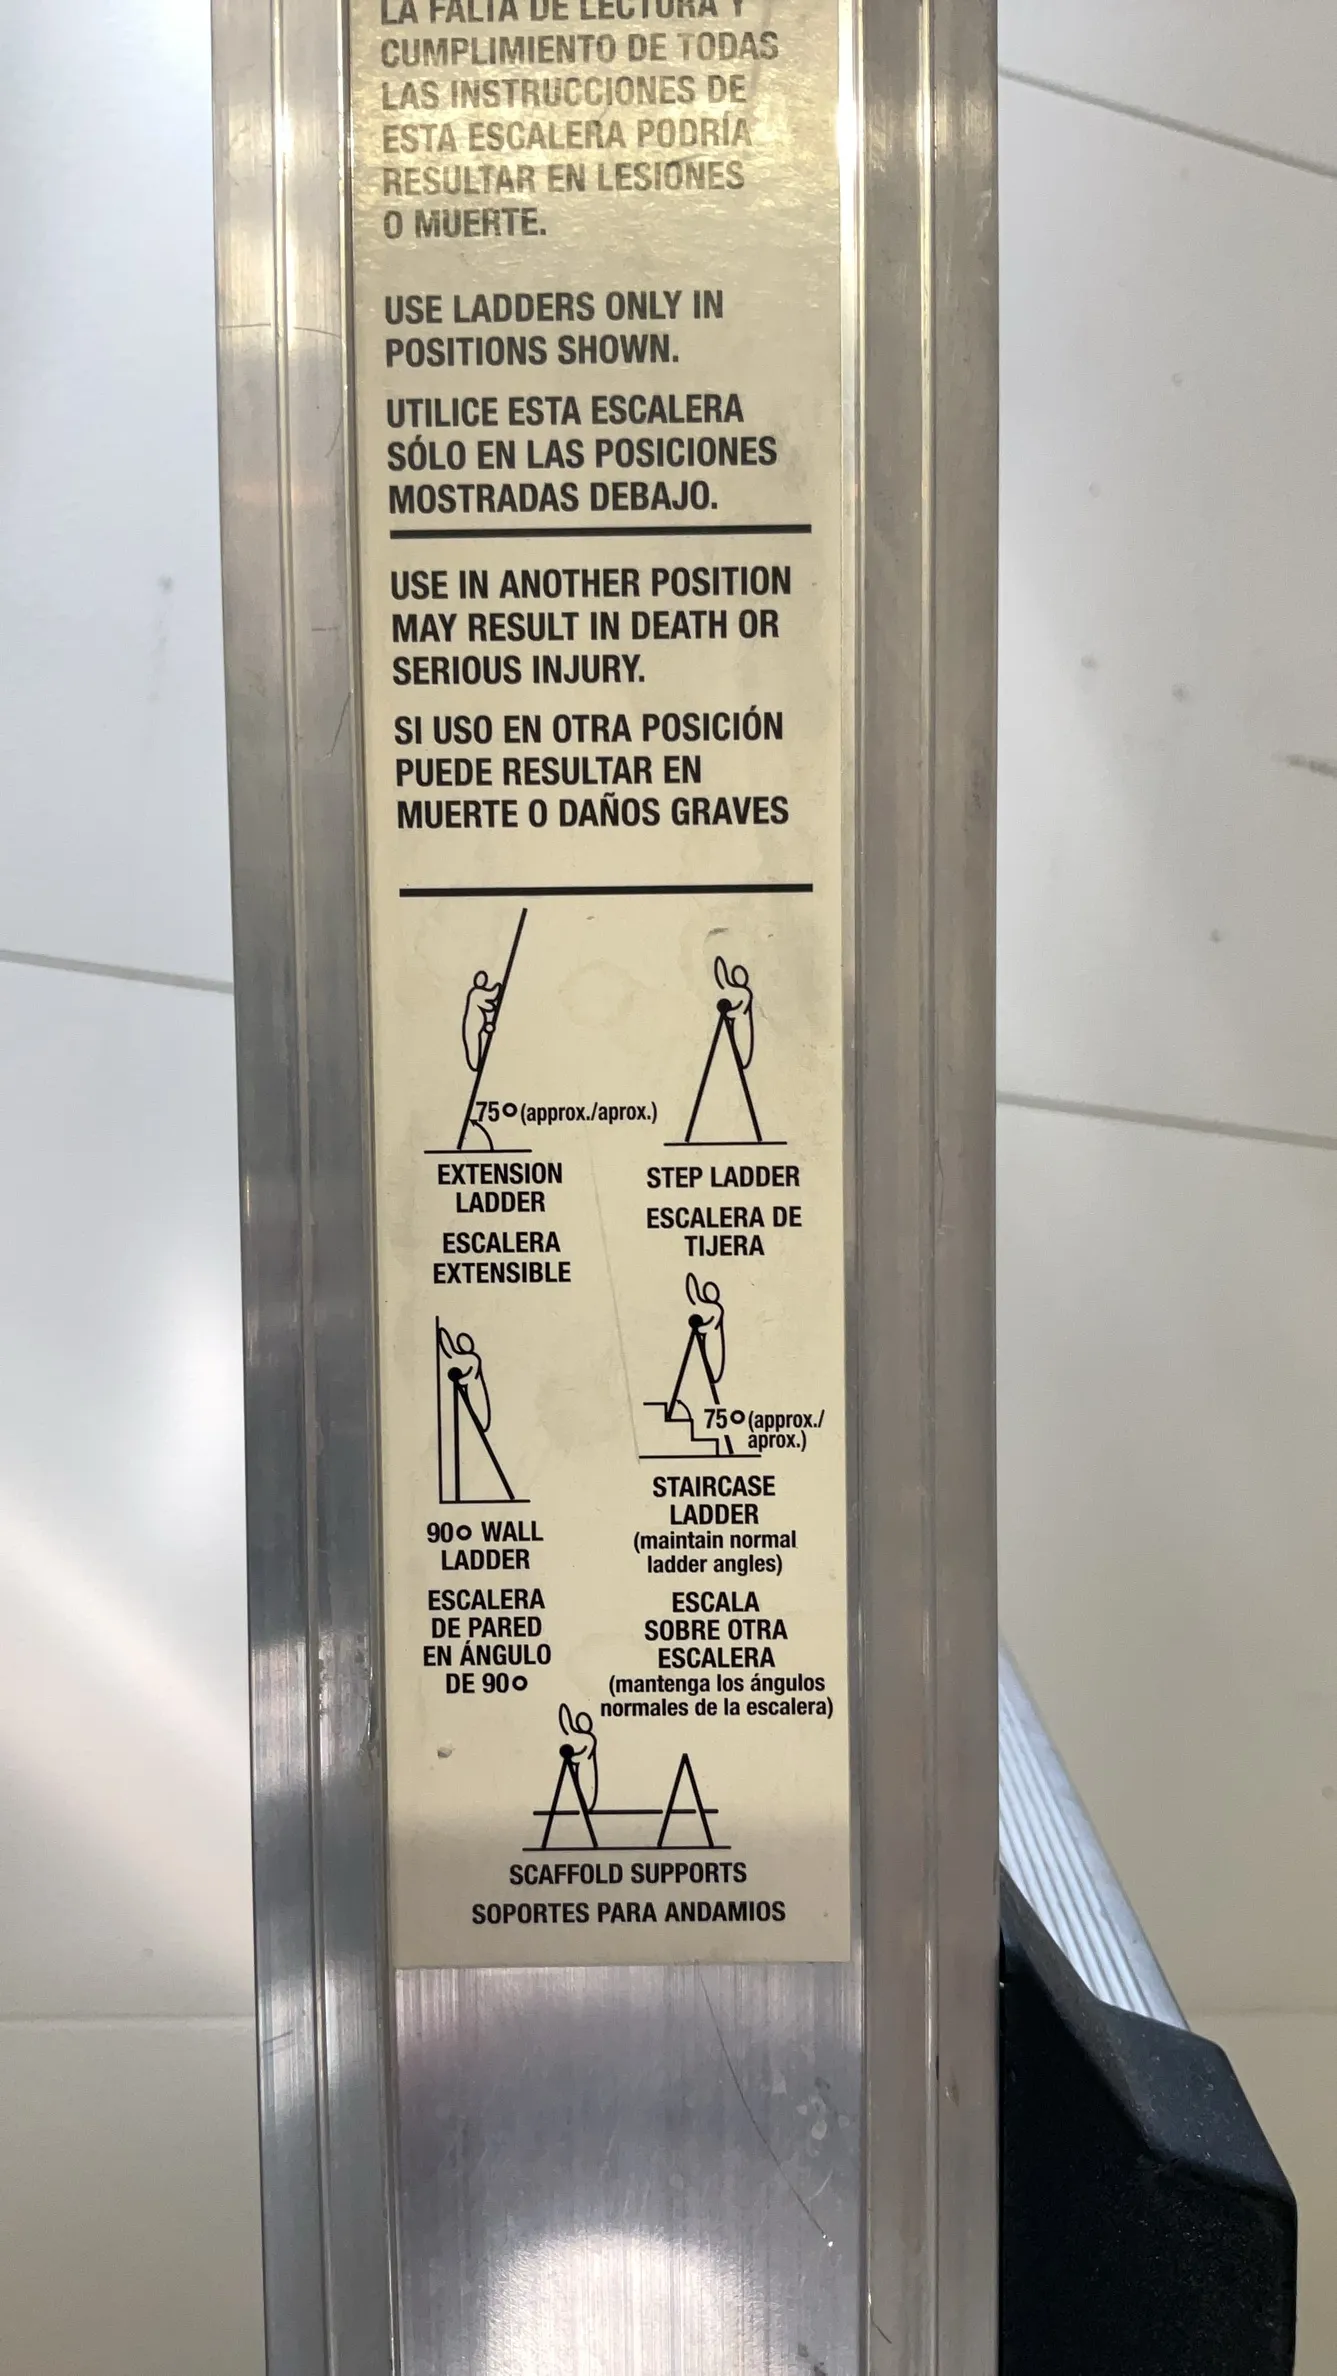 LA FALTA DE LECTURA Y
CUMPLIMIENTO DE TODAS
LAS INSTRUCCIONES DE
ESTA ESCALERA PODRÍA
RESULTAR EN LESIONES
O MUERTE.
USE LADDERS ONLY IN
POSITIONS SHOWN.
UTILICE ESTA ESCALERA
SÓLO EN LAS POSICIONES
MOSTRADAS DEBAJO.
USE IN ANOTHER POSITION
MAY RESULT IN DEATH OR
SERIOUS INJURY.
SI USO EN OTRA POSICIÓN
PUEDE RESULTAR EN
MUERTE O DAÑOS GRAVES
75° (approx./aprox.)
EXTENSION
LADDER
ESCALERA
EXTENSIBLE
STEP LADDER
ESCALERA DE
TIJERA
90° WALL
LADDER
ESCALERA
DE PARED
EN ÁNGULO
DE 90°
75° (approx./
aprox.)
STAIRCASE
LADDER
(maintain normal
ladder angles)
ESCALA
SOBRE OTRA
ESCALERA
(mantenga los ángulos
normales de la escalera)
SCAFFOLD SUPPORTS
SOPORTES PARA ANDAMIOS